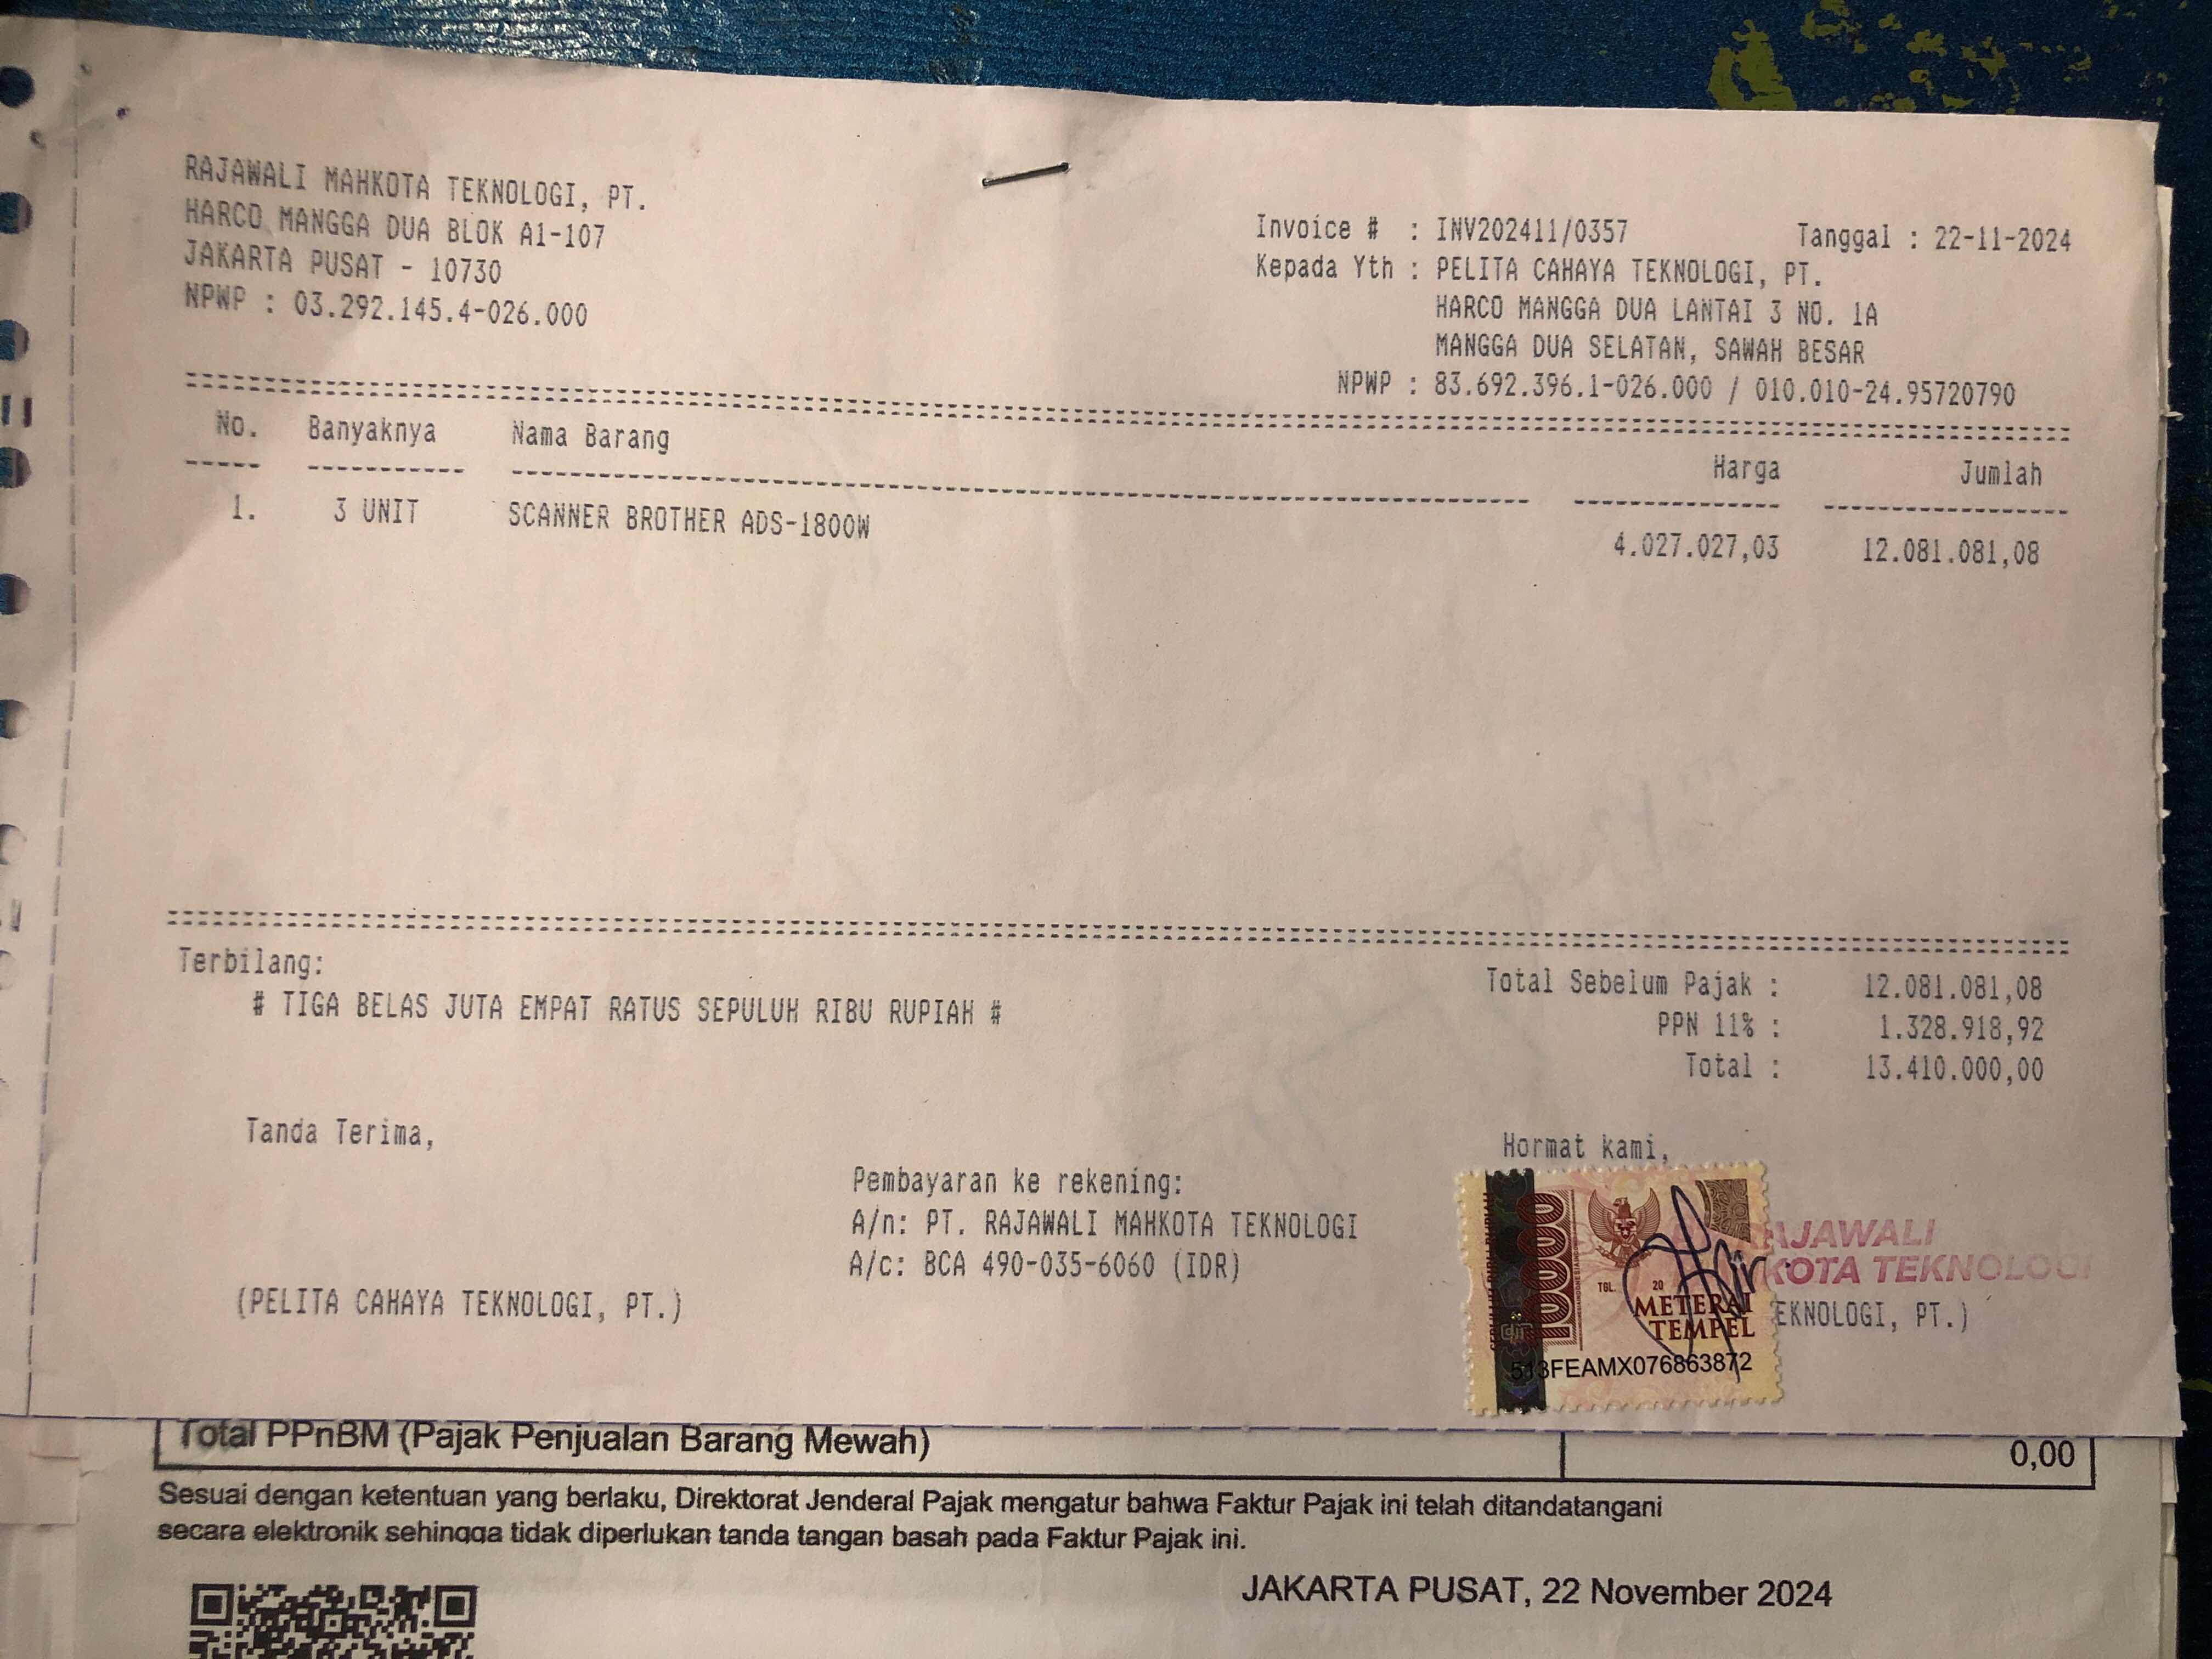 RAJAWALI MAHKOTA TEKNOLOGI, PT.
HARCO MANGGA DUA BLOK A1-107
JAKARTA PUSAT - 10730
NPWP : 03.292.145.4-026.000
Invoice # : INV202411/0357 Tanggal : 22-11-2024
Kepada Yth : PELITA CAHAYA TEKNOLOGI, PT.
HARCO MANGGA DUA LANTAI 3 NO. 1A
MANGGA DUA SELATAN, SAWAH BESAR
NPWP : 83.692.396.1-026.000 / 010.010-24.95720790
No. Banyaknya Nama Barang Harga Jumlah
1. 3 UNIT SCANNER BROTHER ADS-1800W 4.027.027,03 12.081.081,08
Terbilang:
# TIGA BELAS JUTA EMPAT RATUS SEPULUH RIBU RUPIAH #
Total Sebelum Pajak : 12.081.081,08
PPN 11% : 1.328.918,92
Total : 13.410.000,00
Tanda Terima,
(PELITA CAHAYA TEKNOLOGI, PT.)
Pembayaran ke rekening:
A/n: PT. RAJAWALI MAHKOTA TEKNOLOGI
A/c: BCA 490-035-6060 (IDR)
Hormat kami,
10000
TGL. 20
METERAI
TEMPEL
513FEAMX076863872
AJAWALI
KOTA TEKNOLOGI
EKNOLOGI, PT.)
Total PPnBM (Pajak Penjualan Barang Mewah) 0,00
Sesuai dengan ketentuan yang berlaku, Direktorat Jenderal Pajak mengatur bahwa Faktur Pajak ini telah ditandatangani
secara elektronik sehingga tidak diperlukan tanda tangan basah pada Faktur Pajak ini.
JAKARTA PUSAT, 22 November 2024